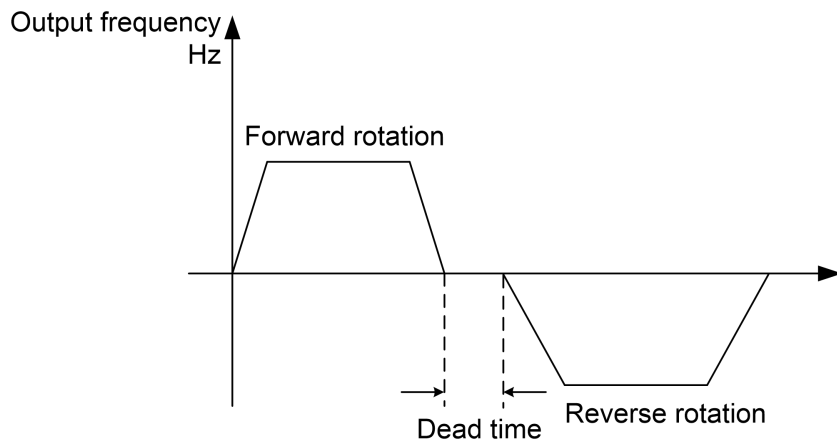 Output frequency
Hz
Forward rotation
Dead time
Reverse rotation